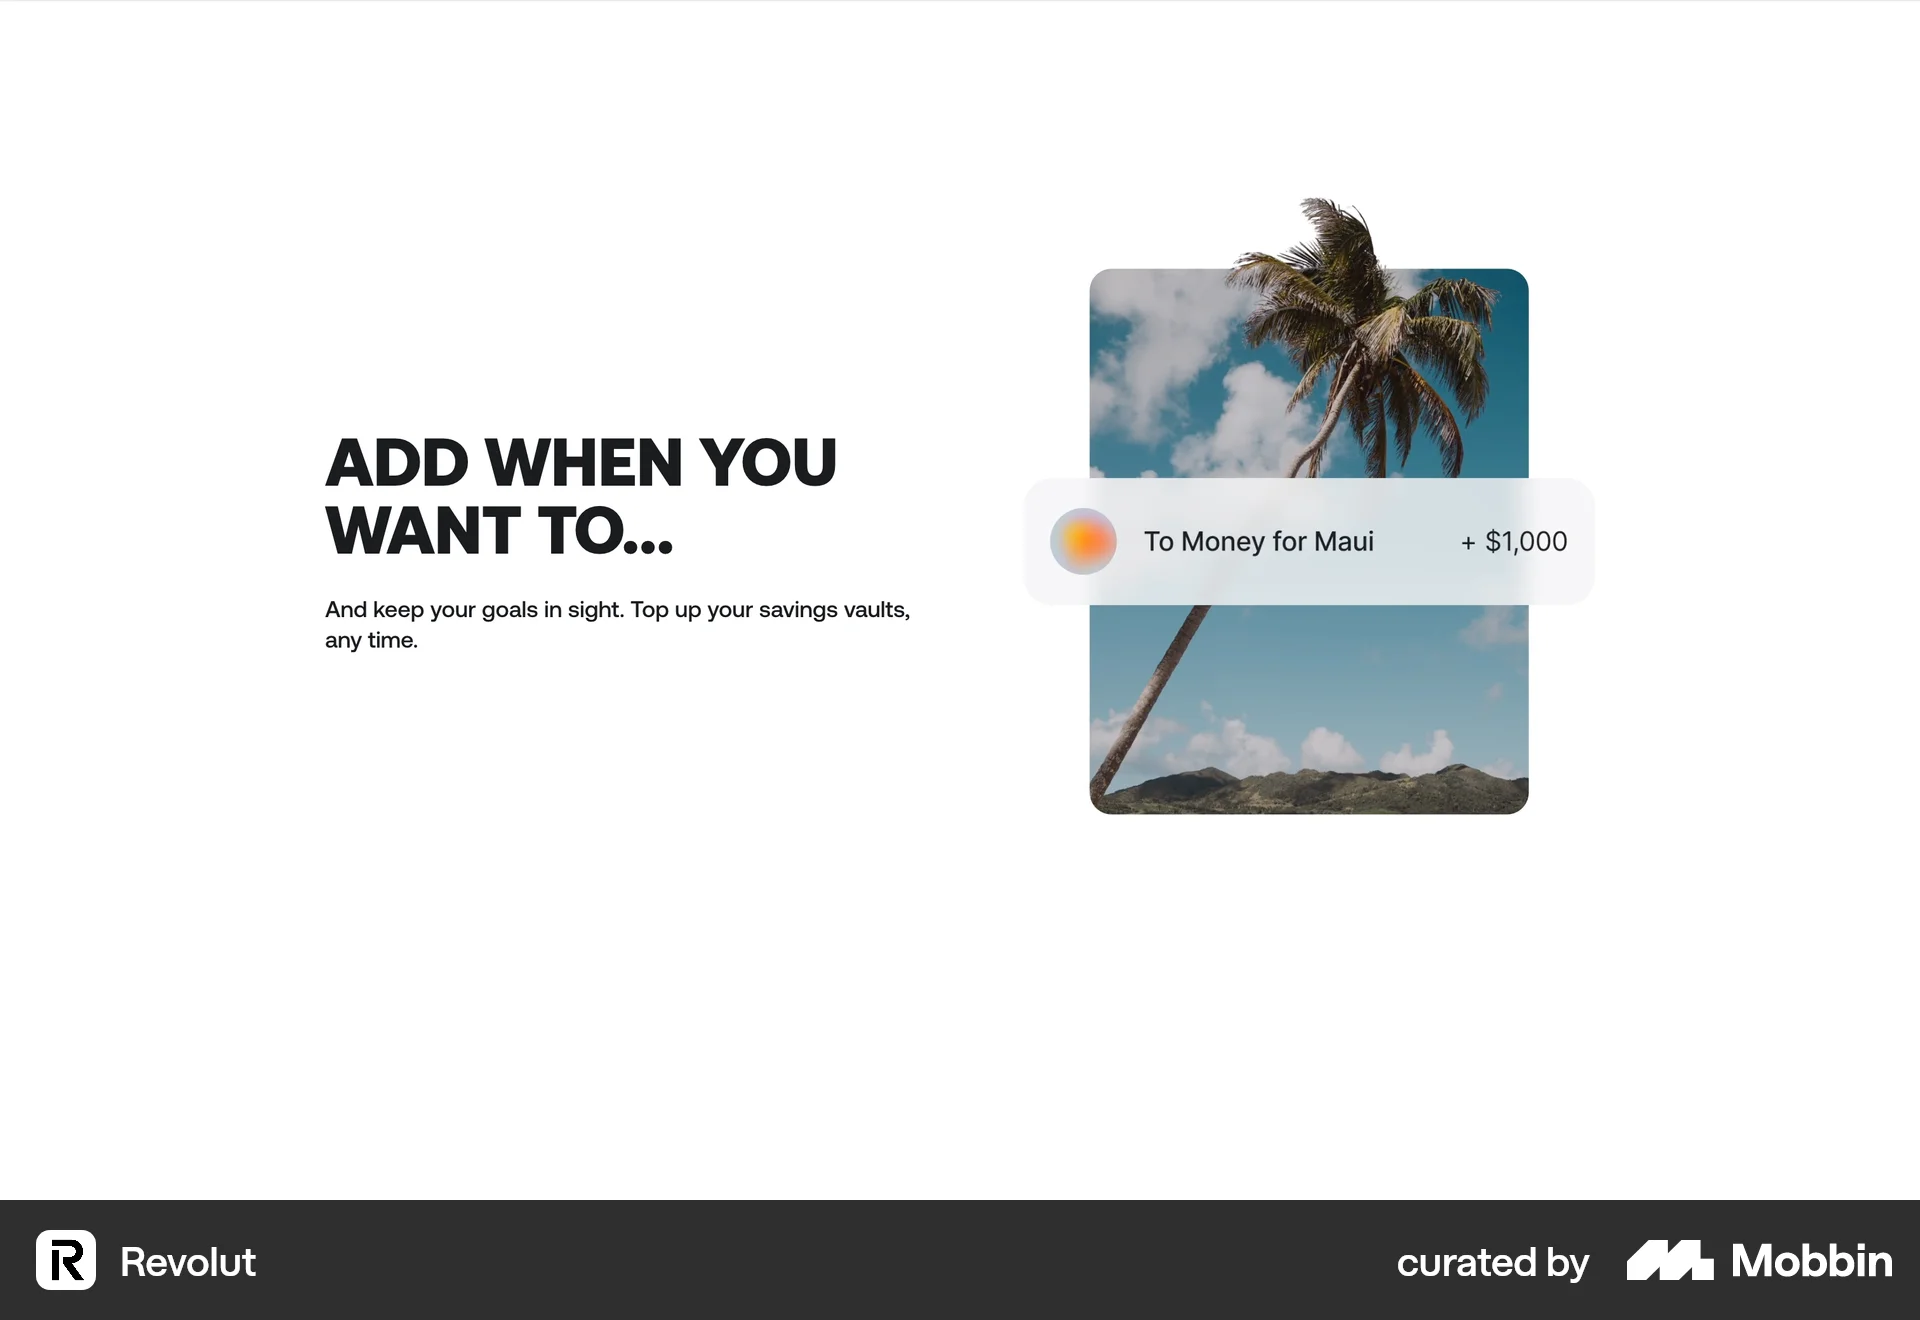 ADD WHEN YOU
WANT TO...
And keep your goals in sight. Top up your savings vaults,
any time.
To Money for Maui + $1,000
Revolut
curated by Mobbin